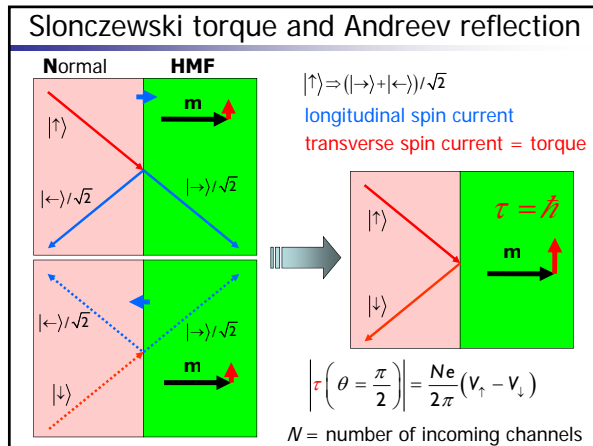 Slonczewski torque and Andreev reflection
Normal HMF
m
|↑⟩
|←⟩/√2 |→⟩/√2
|←⟩/√2 |→⟩/√2
m
|↓⟩
|↑⟩ ⇒ (|→⟩+|←⟩)/√2
longitudinal spin current
transverse spin current = torque
|↑⟩
τ = ℏ
m
|↓⟩
|τ(θ = π/2)| = Ne/2π (V↑ − V↓)
N = number of incoming channels